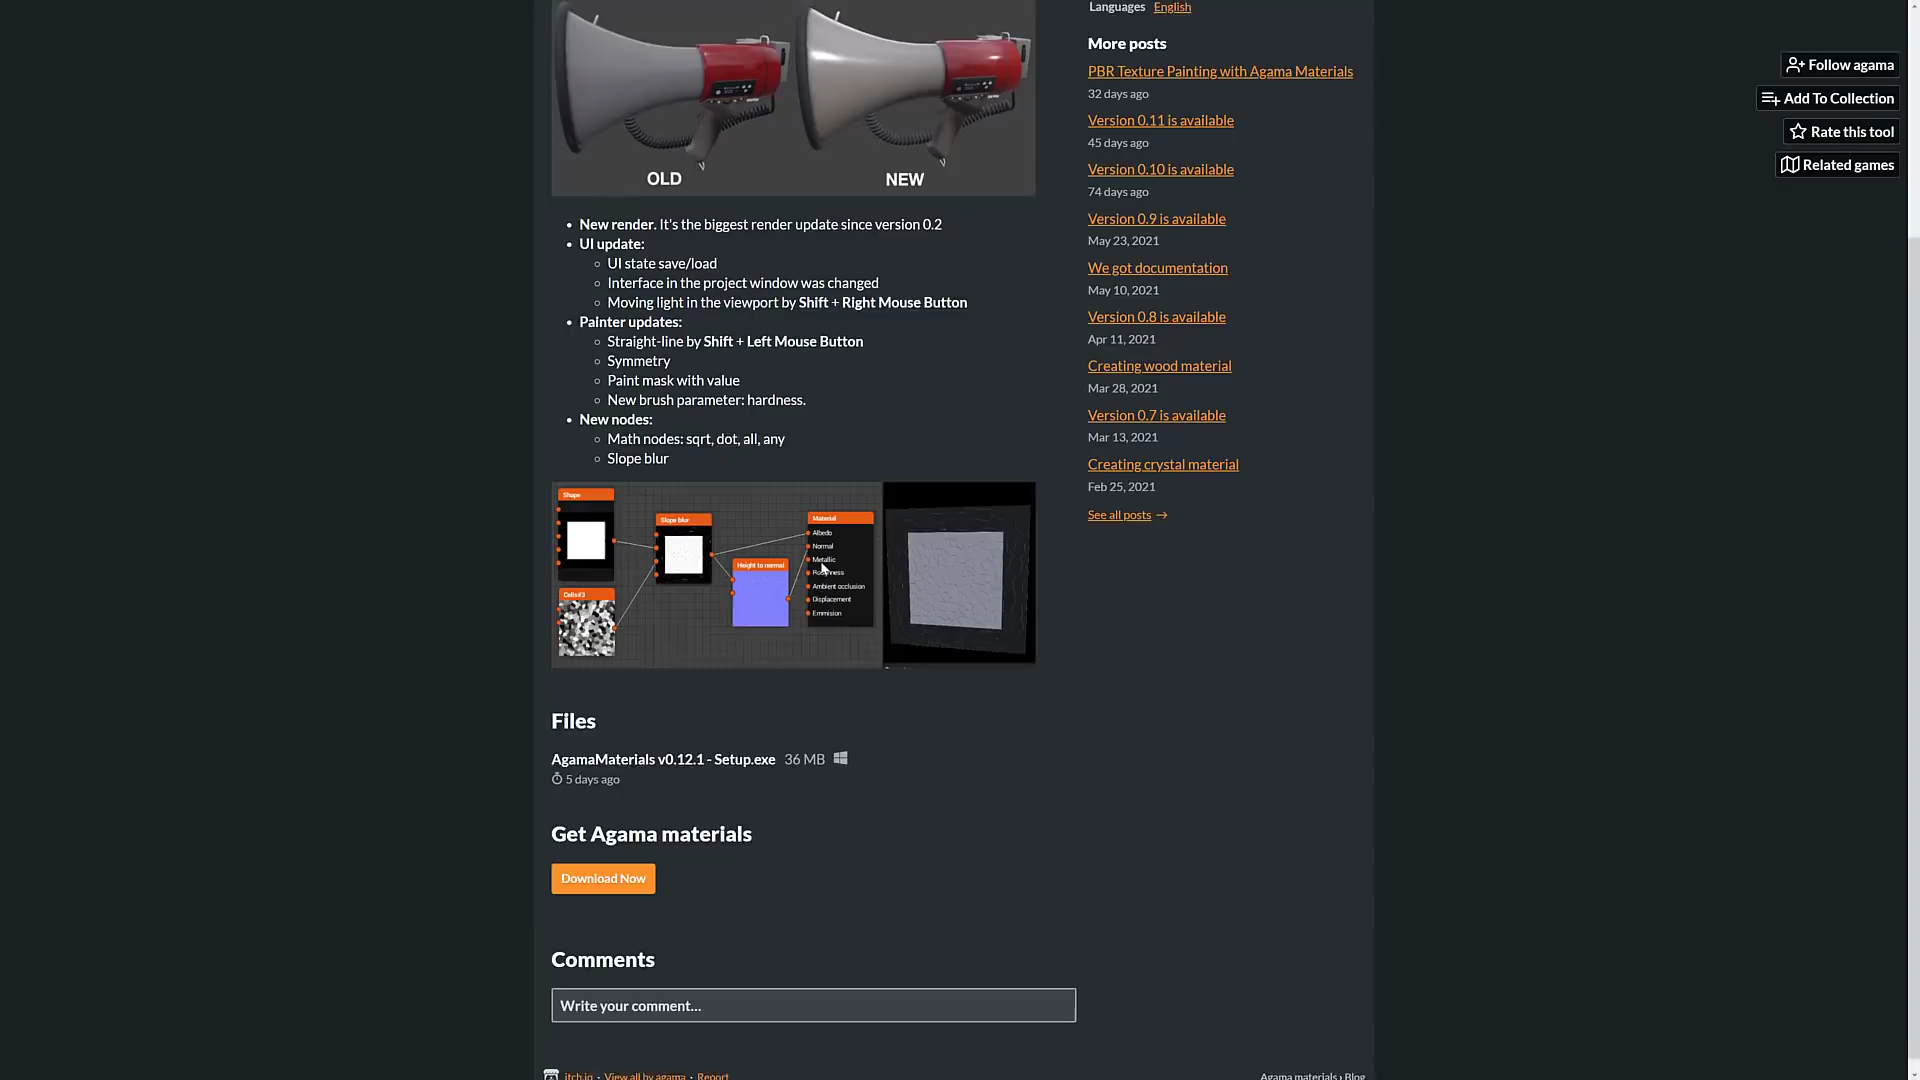 Languages English
More posts
PBR Texture Painting with Agama Materials
32 days ago
Version 0.11 is available
45 days ago
Version 0.10 is available
74 days ago
Version 0.9 is available
May 23, 2021
We got documentation
May 10, 2021
Version 0.8 is available
Apr 11, 2021
Creating wood material
Mar 28, 2021
Version 0.7 is available
Mar 13, 2021
Creating crystal material
Feb 25, 2021
See all posts →
Follow agama
Add To Collection
Rate this tool
Related games
OLD NEW
• New render. It's the biggest render update since version 0.2
• UI update:
○ UI state save/load
○ Interface in the project window was changed
○ Moving light in the viewport by Shift + Right Mouse Button
• Painter updates:
○ Straight-line by Shift + Left Mouse Button
○ Symmetry
○ Paint mask with value
○ New brush parameter: hardness.
• New nodes:
○ Math nodes: sqrt, dot, all, any
○ Slope blur
Shape
Slope blur
Cells#3
Height to normal
Material
Albedo
Normal
Metallic
Roughness
Ambient occlusion
Displacement
Emmision
Files
AgamaMaterials v0.12.1 - Setup.exe 36 MB
5 days ago
Get Agama materials
Download Now
Comments
Write your comment...
itch.io · View all by agama · Report
Agama materials › Blog